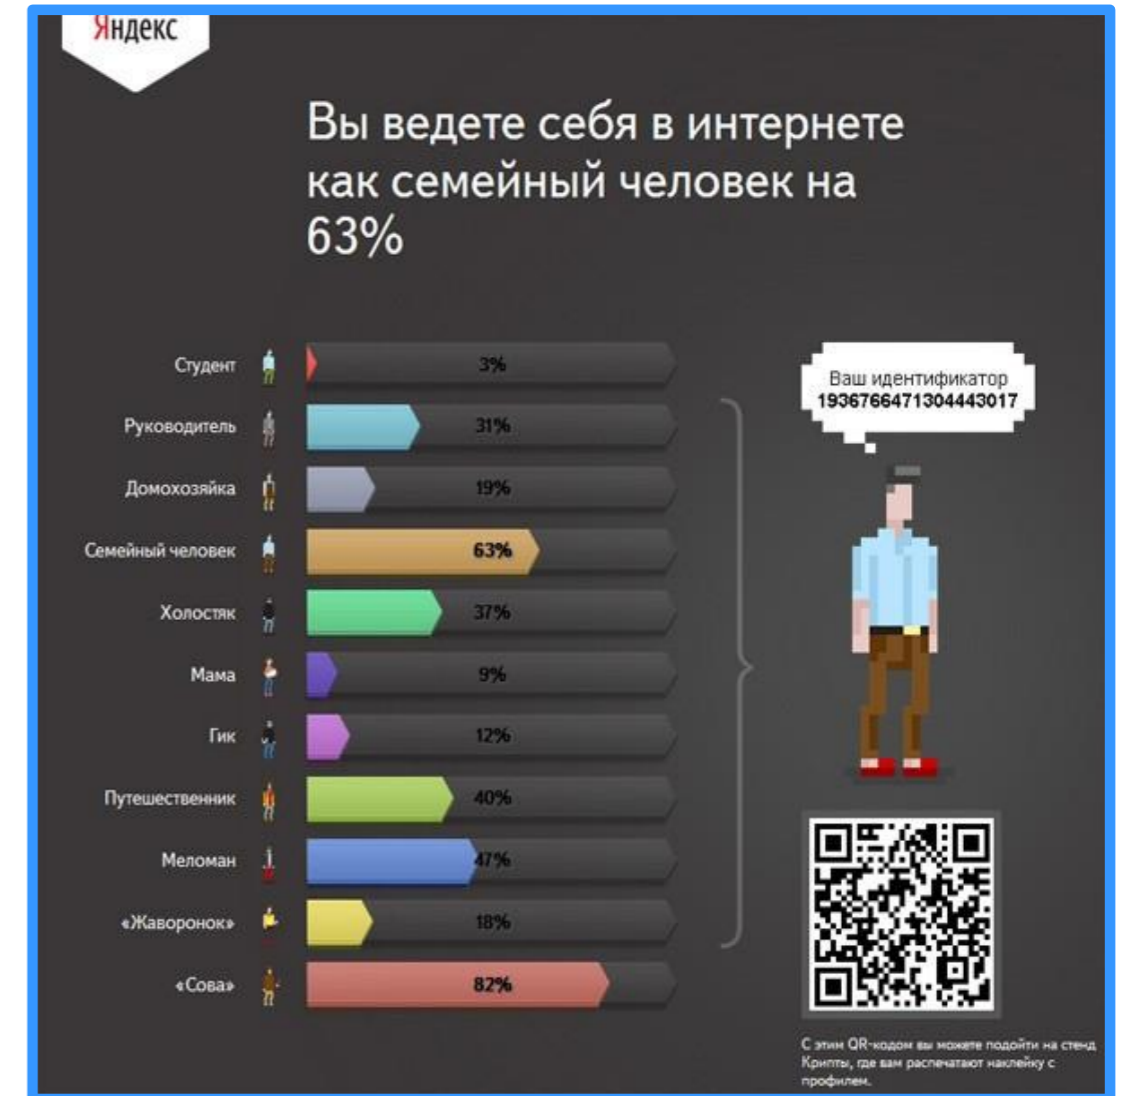 Яндекс
Вы ведете себя в интернете
как семейный человек на
63%
Студент 3%
Руководитель 31%
Домохозяйка 19%
Семейный человек 63%
Холостяк 37%
Мама 9%
Гик 12%
Путешественник 40%
Меломан 47%
«Жаворонок» 18%
«Сова» 82%
Ваш идентификатор
1936766471304443017
С этим QR-кодом вы можете подойти на стенд
Крипты, где вам распечатают наклейку с
профилем.